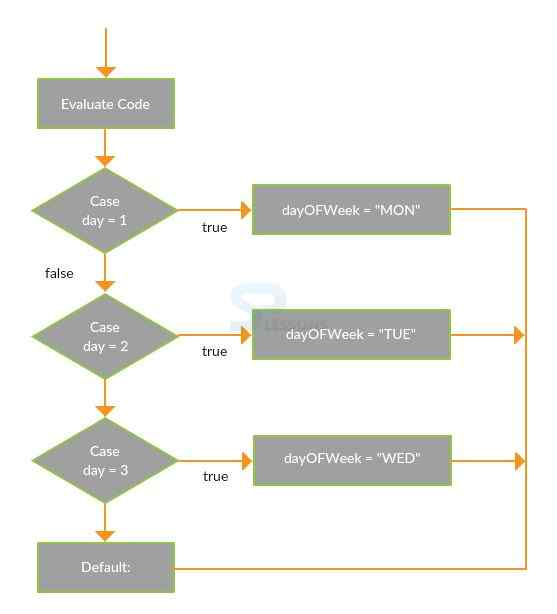 Evaluate Code
Case
day = 1
true
dayOFWeek = "MON"
false
Case
day = 2
true
dayOFWeek = "TUE"
LESSONS
Case
day = 3
true
dayOFWeek = "WED"
Default: